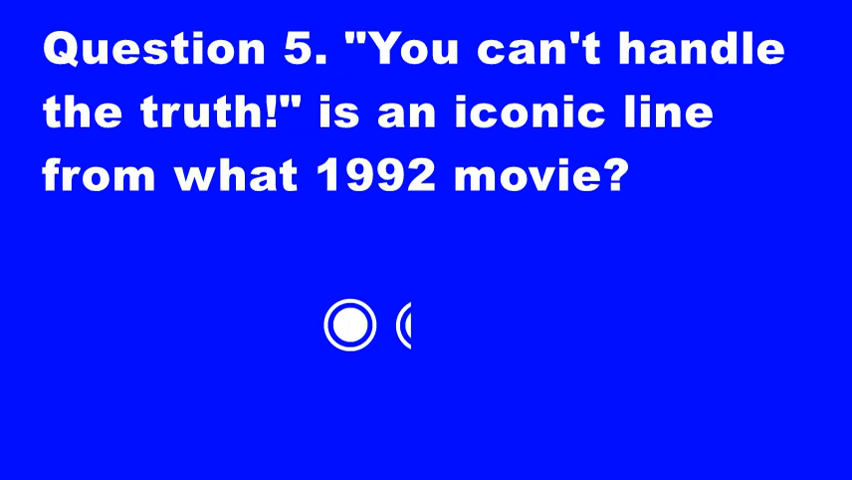 Question 5. "You can't handle
the truth!" is an iconic line
from what 1992 movie?